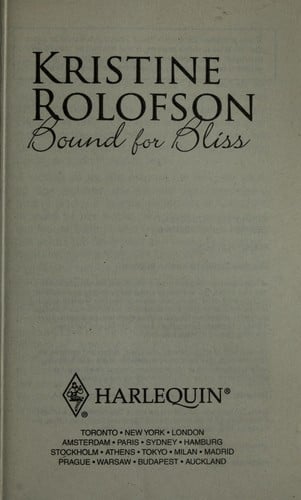 KRISTINE
ROLOFSON
Bound for Bliss
HARLEQUIN®
®
TORONTO • NEW YORK • LONDON
AMSTERDAM • PARIS • SYDNEY • HAMBURG
STOCKHOLM • ATHENS • TOKYO • MILAN • MADRID
PRAGUE • WARSAW • BUDAPEST • AUCKLAND